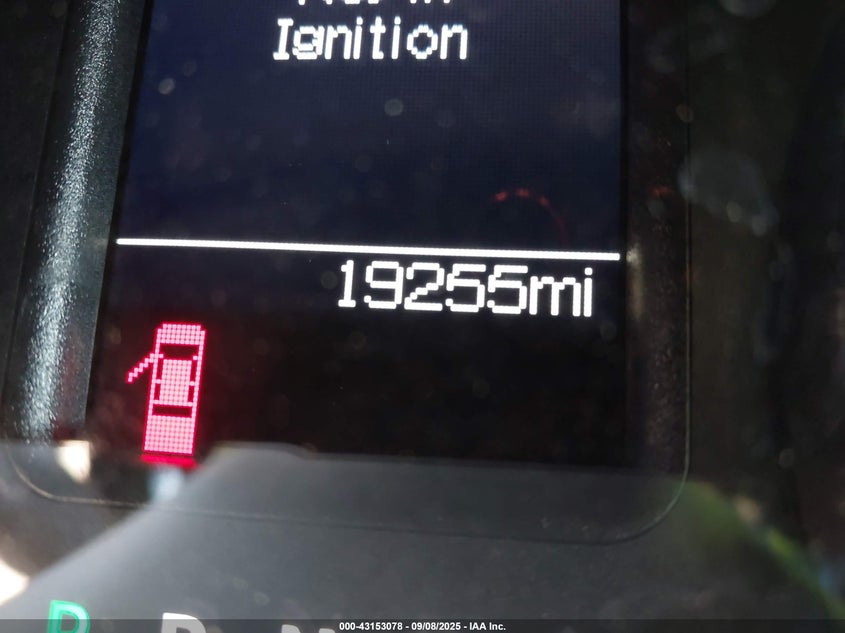 Ignition
19255mi
P
000-43153078 - 09/08/2025 - IAA Inc.